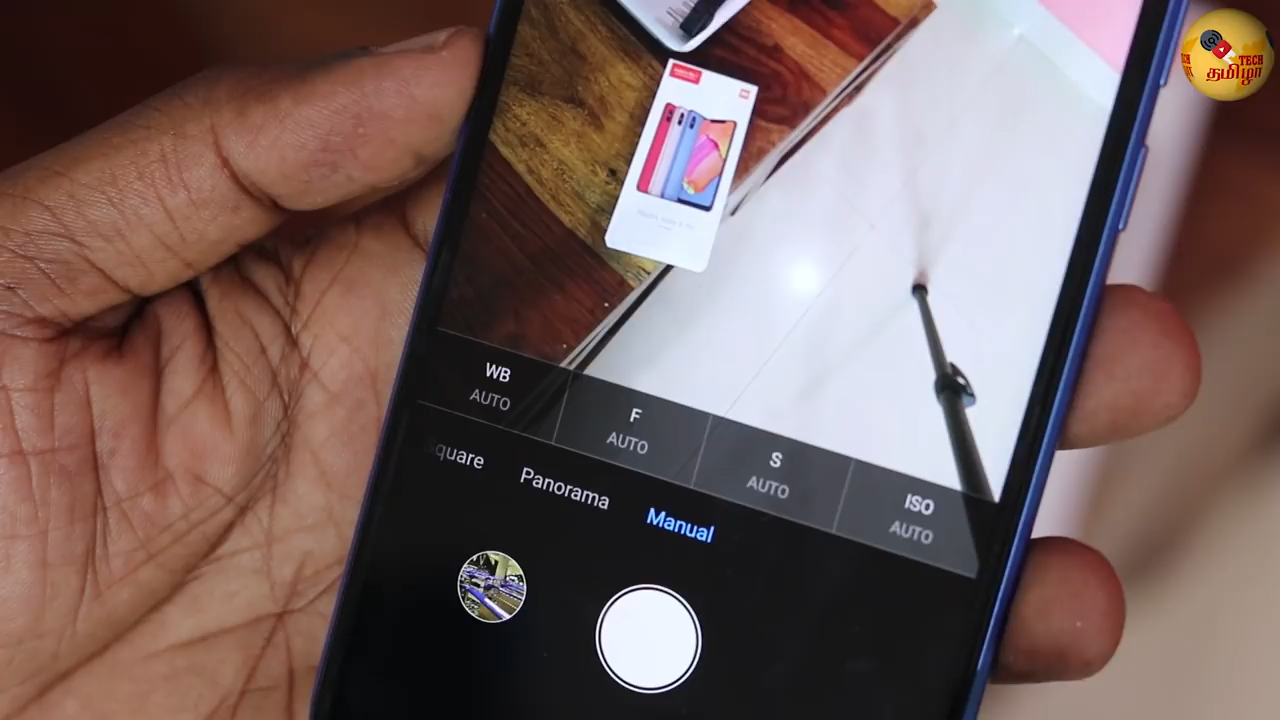 TECH
தமிழா
WB
AUTO
F
AUTO
S
AUTO
ISO
AUTO
quare
Panorama
Manual